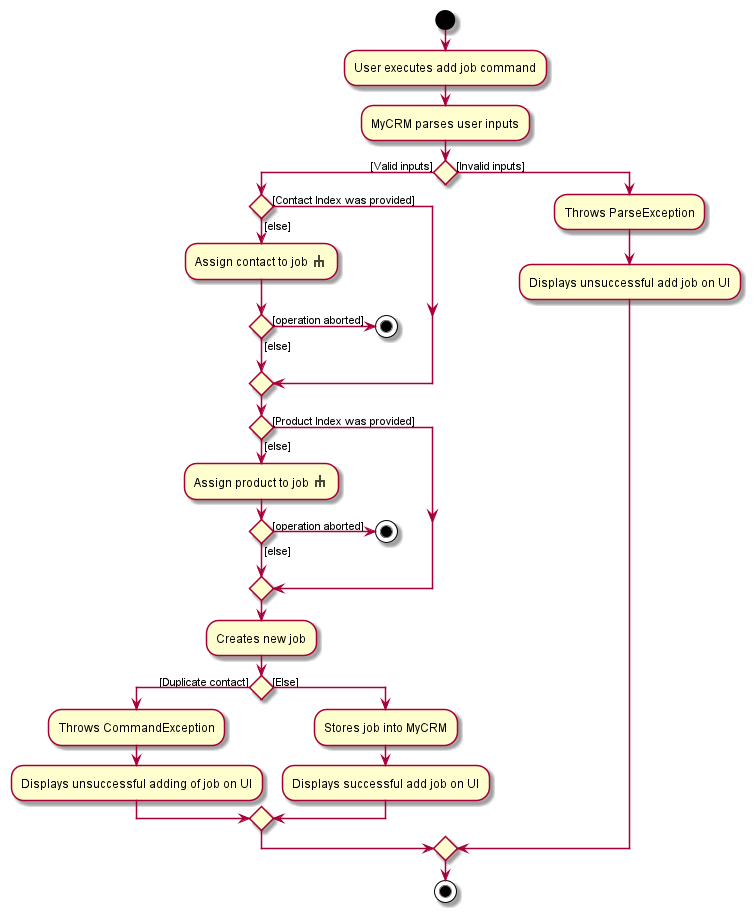 User executes add job command
MyCRM parses user inputs
[Valid inputs]
[Invalid inputs]
[Contact Index was provided]
[else]
Throws ParseException
Assign contact to job
Displays unsuccessful add job on UI
[operation aborted]
[else]
[Product Index was provided]
[else]
Assign product to job
[operation aborted]
[else]
Creates new job
[Duplicate contact]
[Else]
Throws CommandException
Stores job into MyCRM
Displays unsuccessful adding of job on UI
Displays successful add job on UI